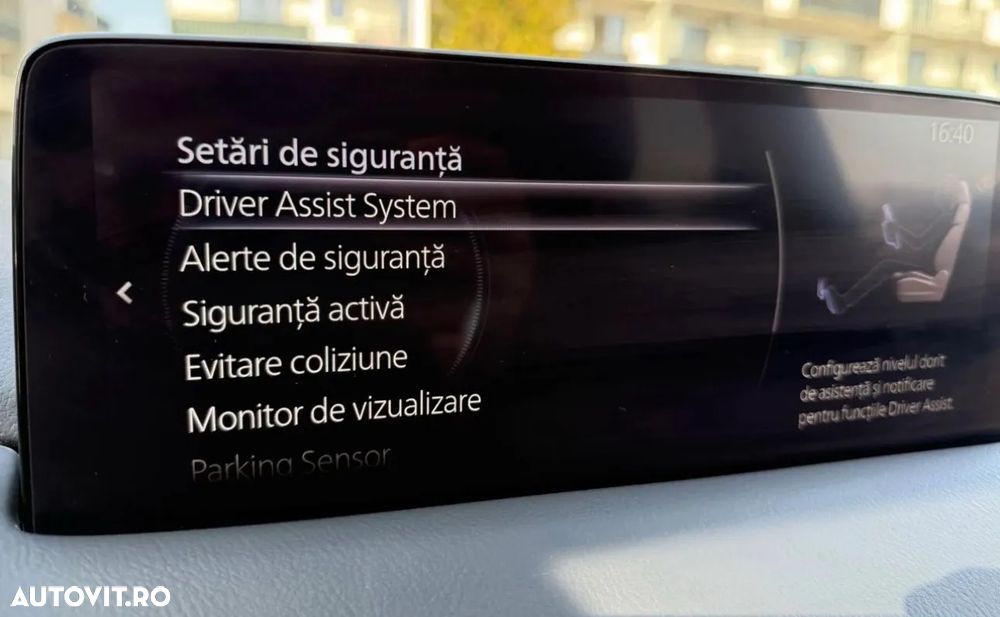 16:40
Setări de siguranță
Driver Assist System
Alerte de siguranță
Siguranță activă
Evitare coliziune
Monitor de vizualizare
Parking Sensor
Configurează nivelul dorit
de asistență și notificare
pentru funcțiile Driver Assist.
AUTOVIT.RO